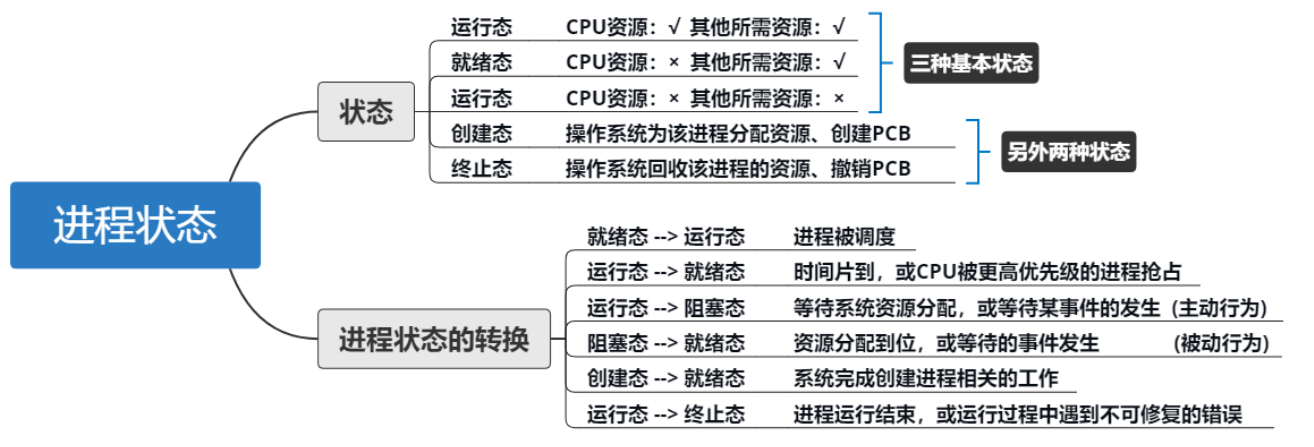 进程状态
状态
运行态 CPU资源：√ 其他所需资源：√
就绪态 CPU资源：× 其他所需资源：√
运行态 CPU资源：× 其他所需资源：×
三种基本状态
创建态 操作系统为该进程分配资源、创建PCB
终止态 操作系统回收该进程的资源、撤销PCB
另外两种状态
进程状态的转换
就绪态 --> 运行态 进程被调度
运行态 --> 就绪态 时间片到，或CPU被更高优先级的进程抢占
运行态 --> 阻塞态 等待系统资源分配，或等待某事件的发生（主动行为）
阻塞态 --> 就绪态 资源分配到位，或等待的事件发生 （被动行为）
创建态 --> 就绪态 系统完成创建进程相关的工作
运行态 --> 终止态 进程运行结束，或运行过程中遇到不可修复的错误